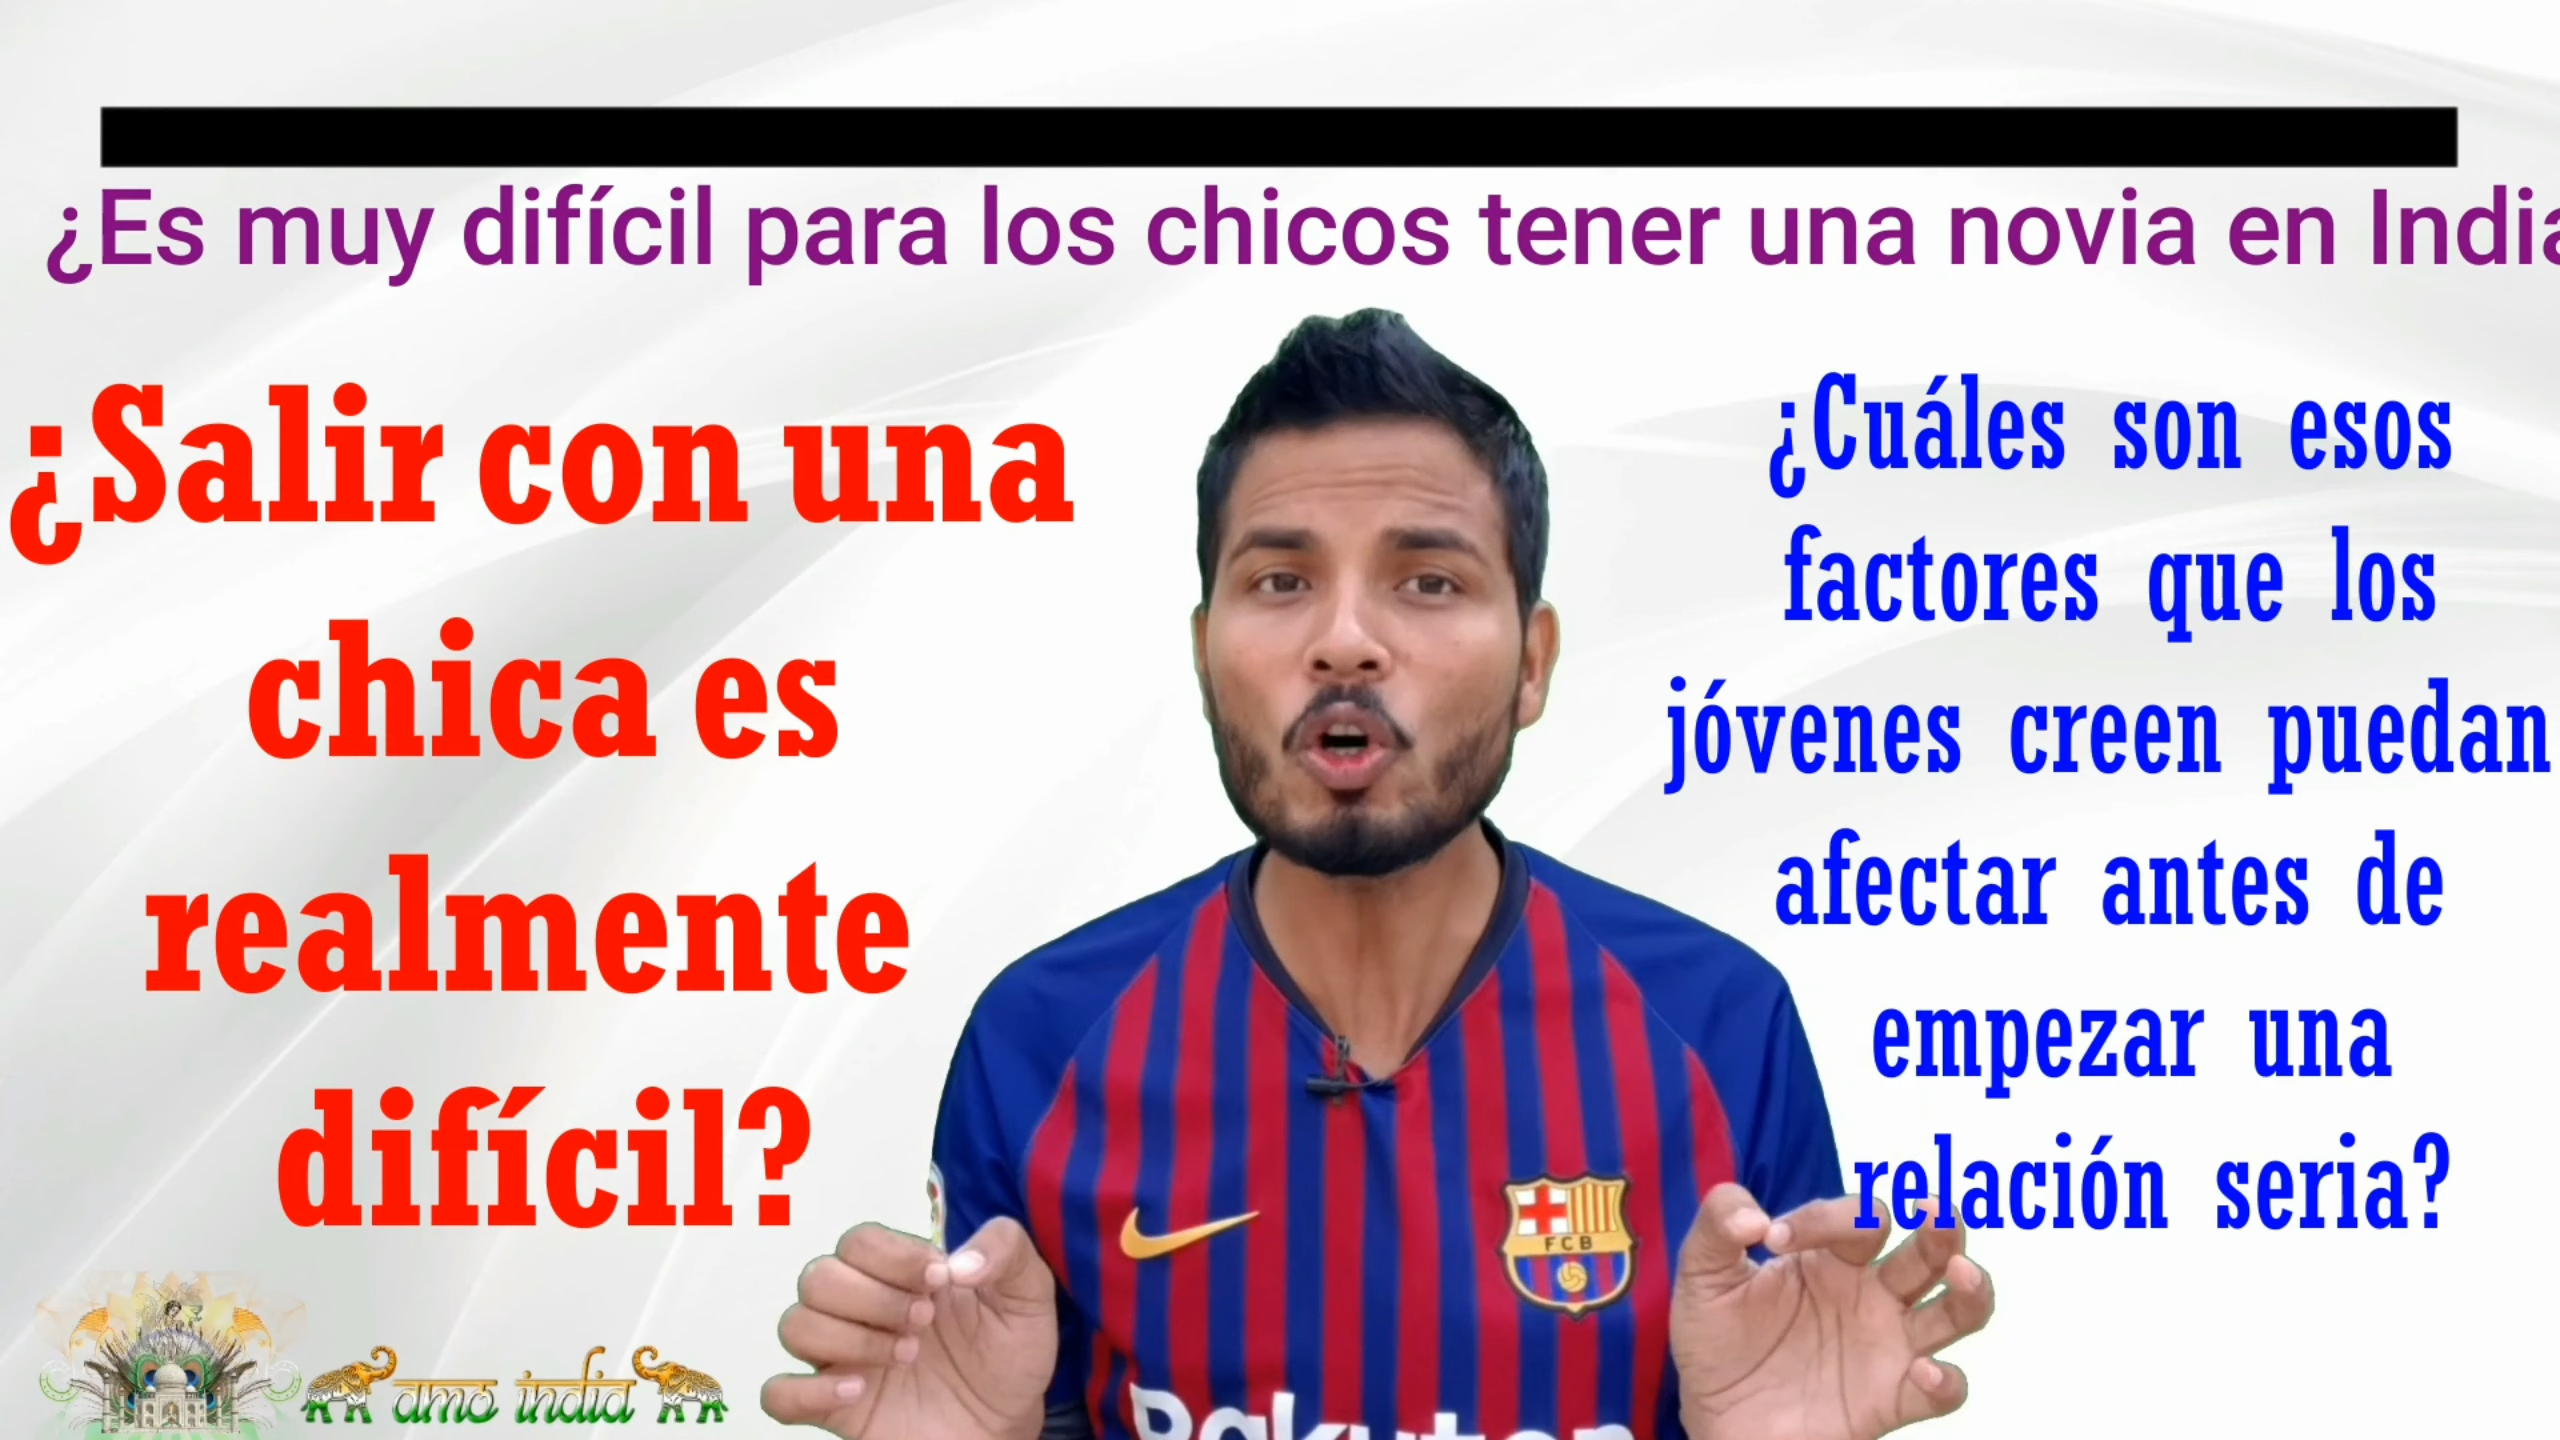 ¿Es muy difícil para los chicos tener una novia en India
¿Salir con una
chica es
realmente
difícil?
¿Cuáles son esos
factores que los
jóvenes creen puedan
afectar antes de
empezar una
relación seria?
FCB
Rakuten
amo india